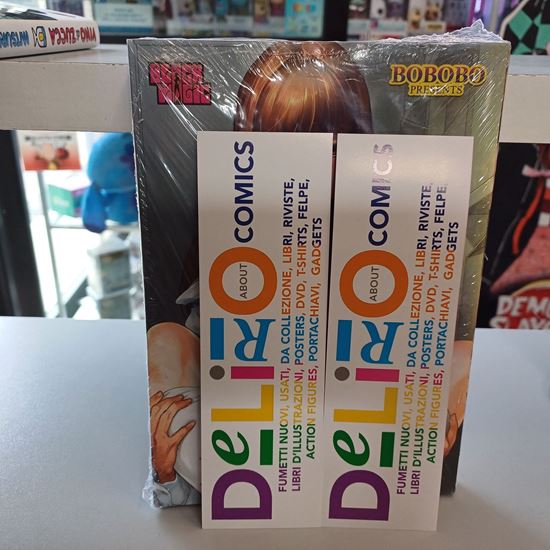 VINO e ZUCCA
BLACK MAGIC
BOBOBO
PRESENTS
DeLiRiO
ABOUT
COMICS
FUMETTI NUOVI, USATI, DA COLLEZIONE, LIBRI, RIVISTE,
LIBRI D'ILLUSTRAZIONI, POSTERS, DVD, T-SHIRTS, FELPE,
ACTION FIGURES, PORTACHIAVI, GADGETS
DeLiRiO
ABOUT
COMICS
FUMETTI NUOVI, USATI, DA COLLEZIONE, LIBRI, RIVISTE,
LIBRI D'ILLUSTRAZIONI, POSTERS, DVD, T-SHIRTS, FELPE,
ACTION FIGURES, PORTACHIAVI, GADGETS